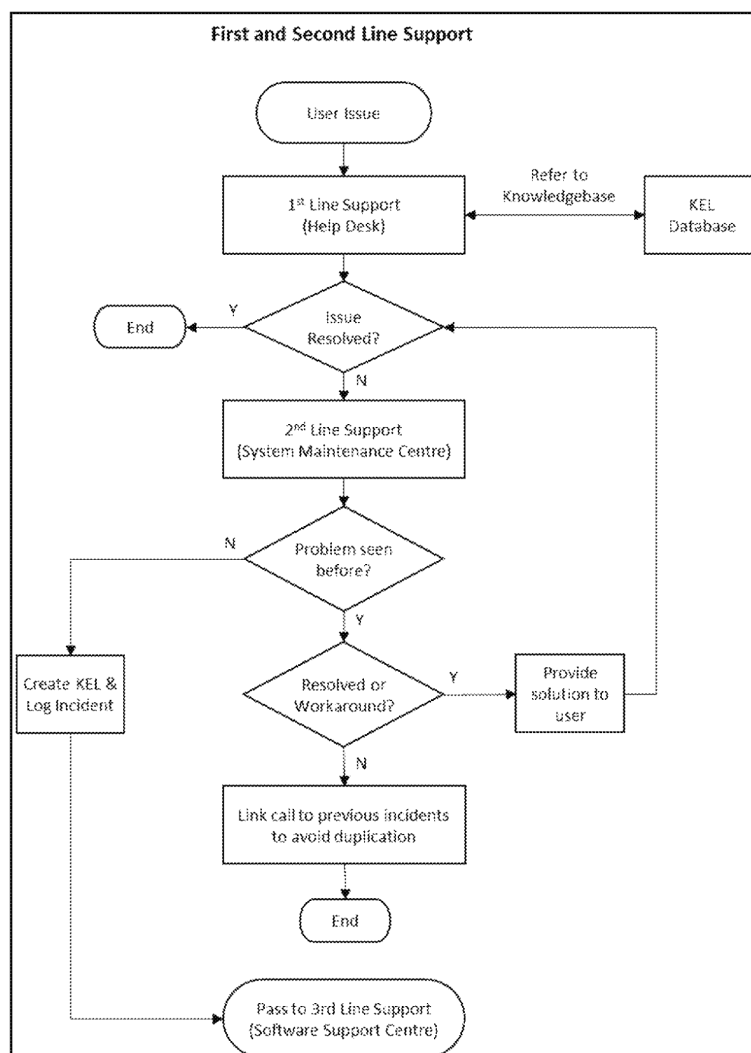 First and Second Line Support
User Issue
1st Line Support
(Help Desk)
Refer to
Knowledgebase
KEL
Database
Issue
Resolved?
Y
End
N
2nd Line Support
(System Maintenance Centre)
Problem seen
before?
N
Y
Create KEL &
Log Incident
Resolved or
Workaround?
Y
Provide
solution to
user
N
Link call to previous incidents
to avoid duplication
End
Pass to 3rd Line Support
(Software Support Centre)